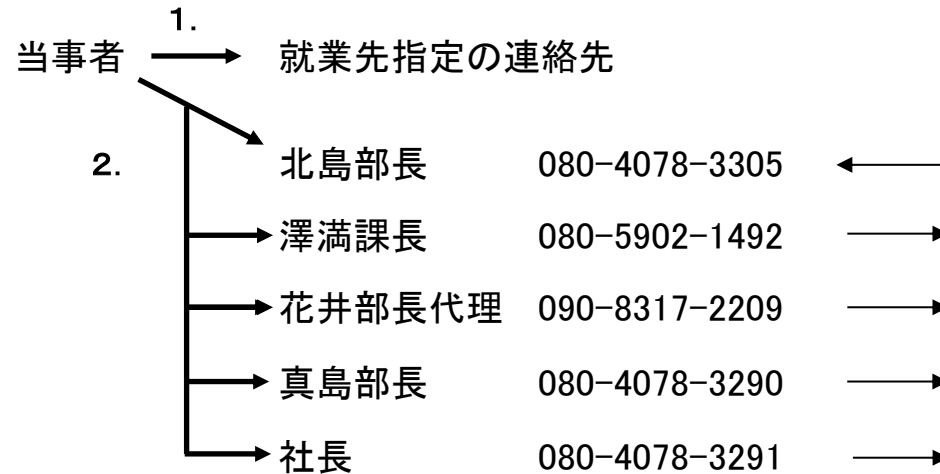 1.
当事者 就業先指定の連絡先
2. 北島部長 080-4078-3305
澤満課長 080-5902-1492
花井部長代理 090-8317-2209
真島部長 080-4078-3290
社長 080-4078-3291